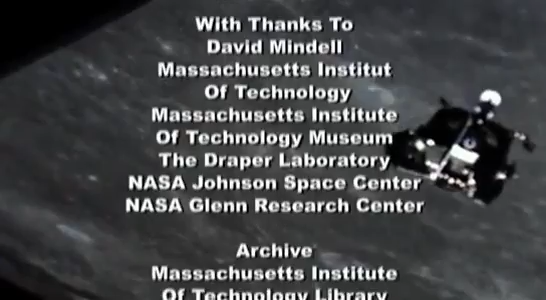 With Thanks To
David Mindell
Massachusetts Institut
Of Technology
Massachusetts Institute
Of Technology Museum
The Draper Laboratory
NASA Johnson Space Center
NASA Glenn Research Center
Archive
Massachusetts Institute
Of Technology Library